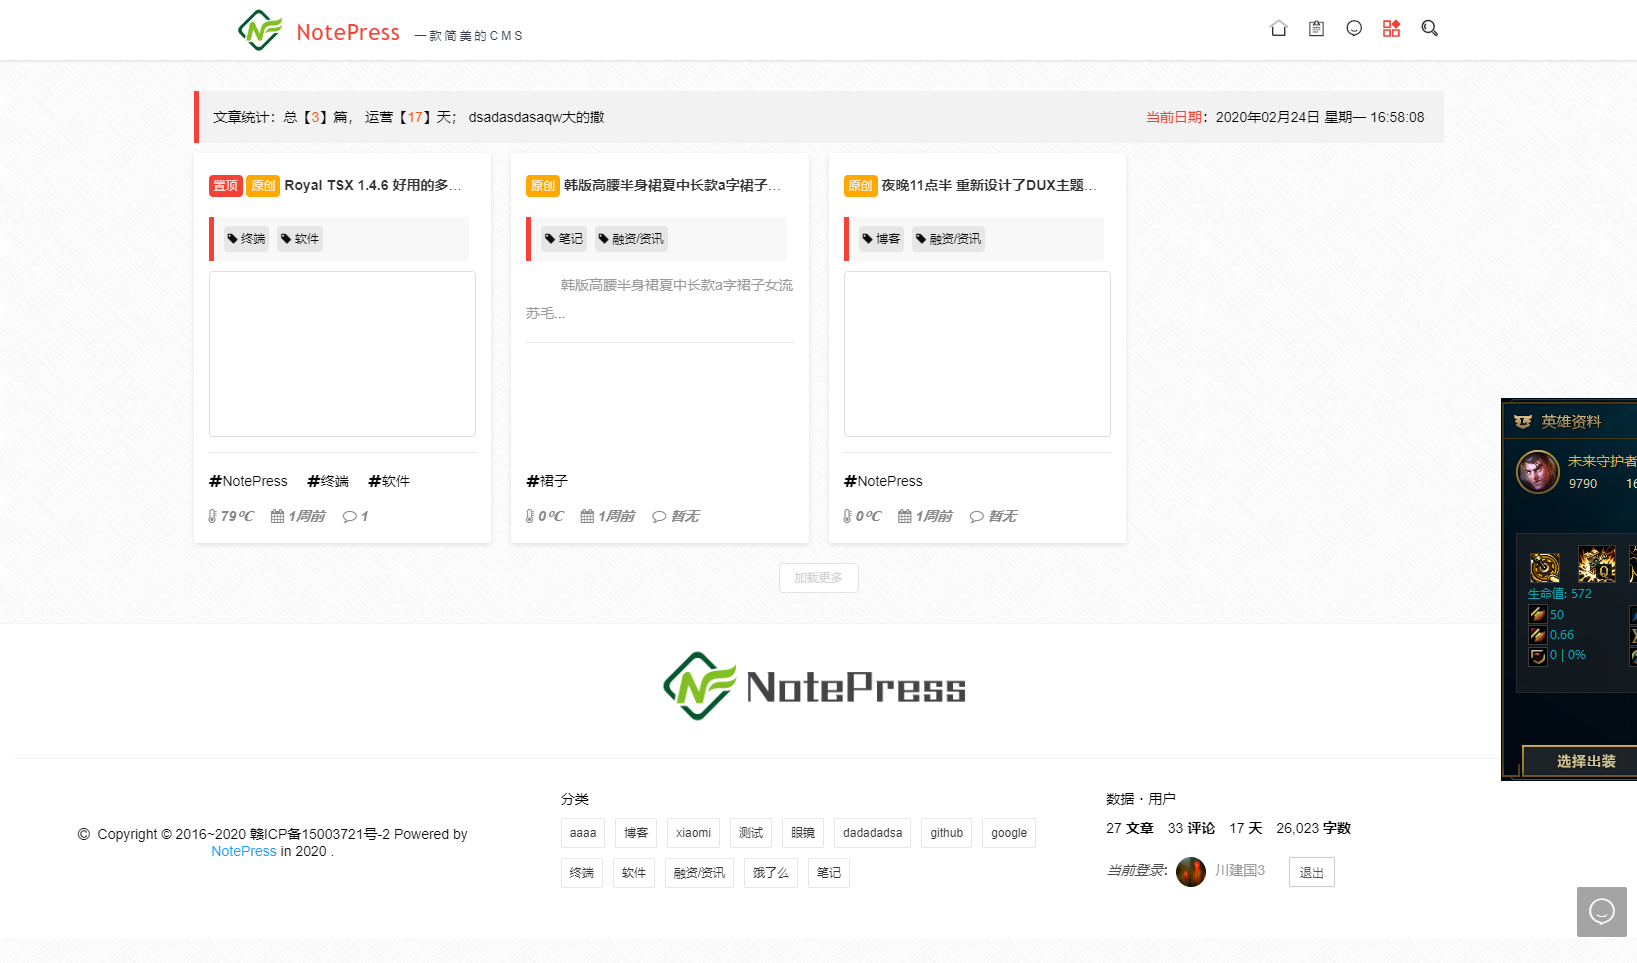 NotePress 一款简美的CMS
文章统计：总【3】篇， 运营【17】天； dsadasdasaqw大的撒
当前日期：2020年02月24日 星期一 16:58:08
置顶 原创 Royal TSX 1.4.6 好用的多...
终端 软件
#NotePress #终端 #软件
79℃ 1周前 1
原创 韩版高腰半身裙夏中长款a字裙子...
笔记 融资/资讯
韩版高腰半身裙夏中长款a字裙子女流
苏毛...
#裙子
0℃ 1周前 暂无
原创 夜晚11点半 重新设计了DUX主题...
博客 融资/资讯
#NotePress
0℃ 1周前 暂无
加载更多
英雄资料
未来守护者
9790 16
Q
生命值: 572
50
0.66
0 | 0%
选择出装
NotePress
© Copyright © 2016~2020 赣ICP备15003721号-2 Powered by
NotePress in 2020 .
分类
aaaa 博客 xiaomi 测试 眼镜 dadadadsa github google
终端 软件 融资/资讯 饿了么 笔记
数据・用户
27 文章 33 评论 17 天 26,023 字数
当前登录： 川建国3 退出